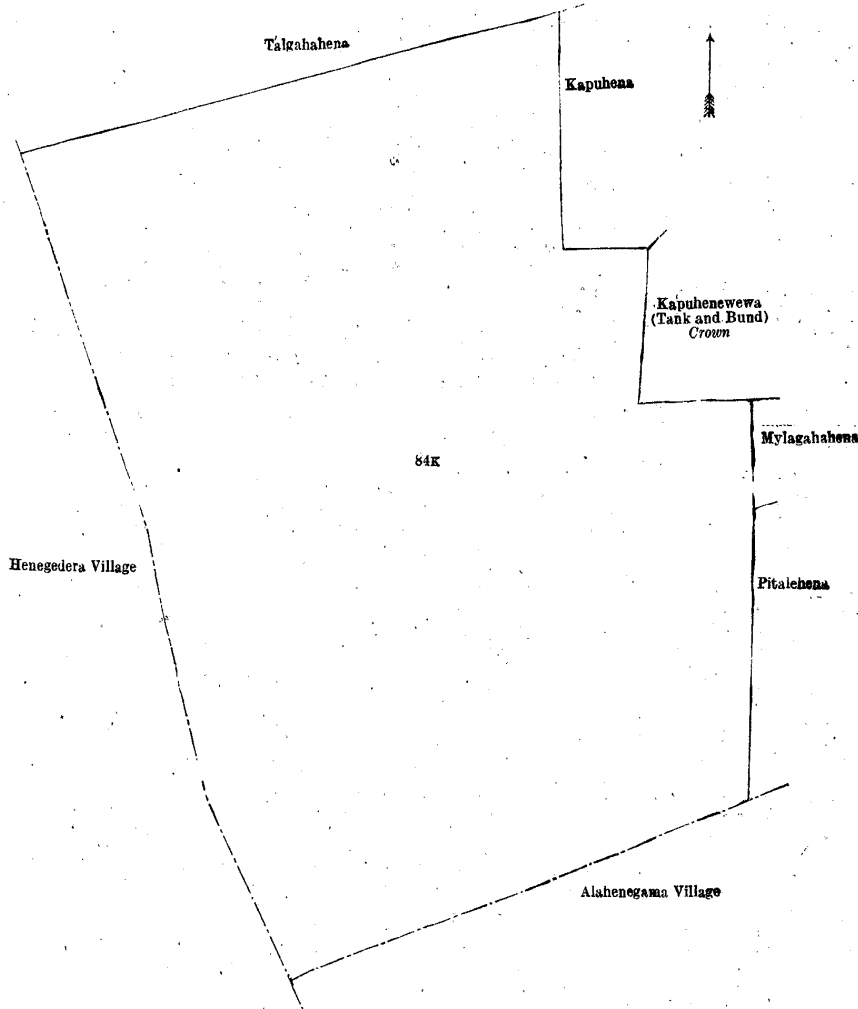 Talgahahena
Kapuhena
Kapuhenewewa
(Tank and Bund)
Crown
Mylagahahena
84K
Henegedera Village
Pitalehena
Alahenegama Village